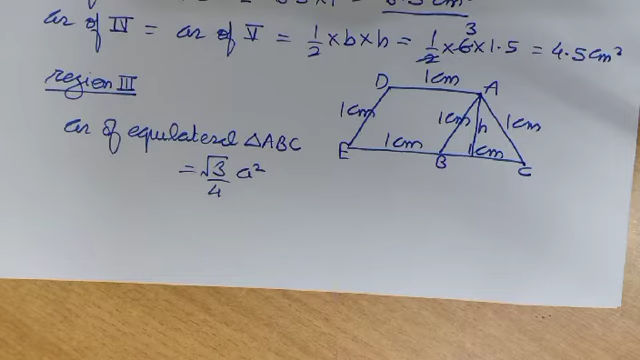 ar of IV = ar of V = 1/2 × b × h = 1/2 × 6 × 1.5 = 4.5 cm²
3
region III
D 1cm A
1cm 1cm h 1cm
E 1cm B 1cm C
ar of equilateral △ABC
= √3/4 a²